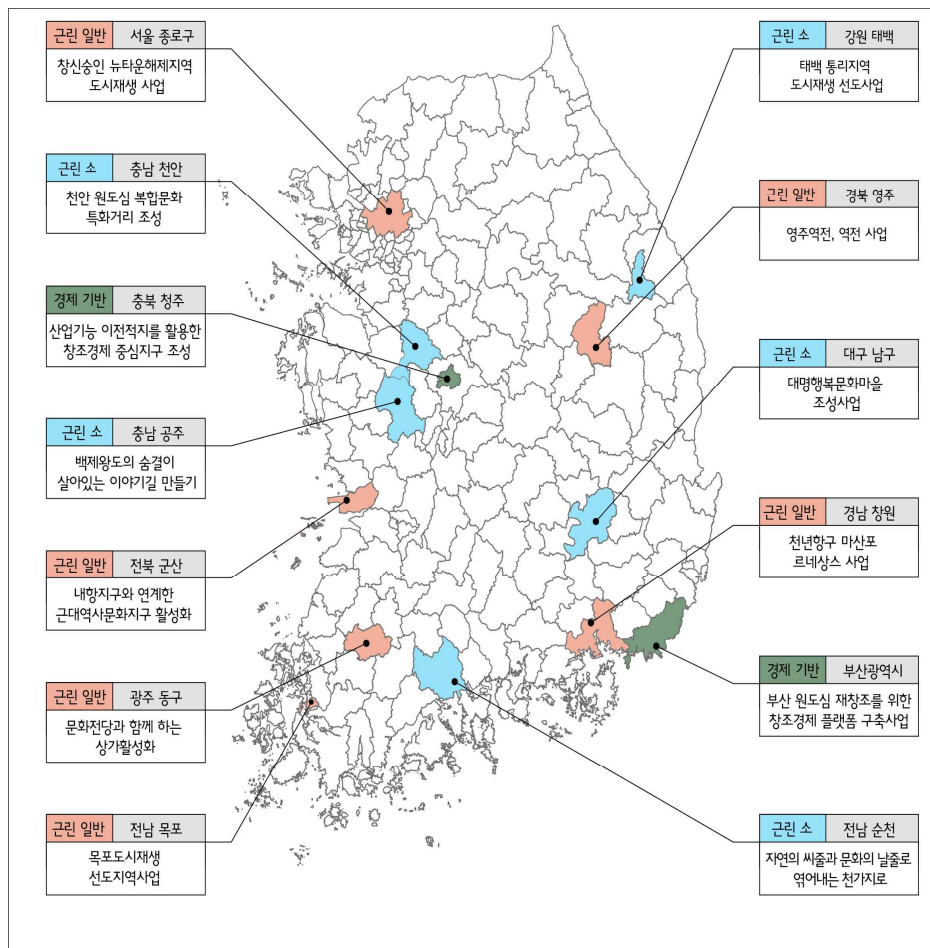 근린 일반 서울 종로구
창신숭인 뉴타운해제지역
도시재생 사업
근린 소 충남 천안
천안 원도심 복합문화
특화거리 조성
경제 기반 충북 청주
산업기능 이전적지를 활용한
창조경제 중심지구 조성
근린 소 충남 공주
백제왕도의 숨결이
살아있는 이야기길 만들기
근린 일반 전북 군산
내항지구와 연계한
근대역사문화지구 활성화
근린 일반 광주 동구
문화전당과 함께 하는
상가활성화
근린 일반 전남 목포
목포도시재생
선도지역사업
근린 소 강원 태백
태백 통리지역
도시재생 선도사업
근린 일반 경북 영주
영주역전, 역전 사업
근린 소 대구 남구
대명행복문화마을
조성사업
근린 일반 경남 창원
천년항구 마산포
르네상스 사업
경제 기반 부산광역시
부산 원도심 재창조를 위한
창조경제 플랫폼 구축사업
근린 소 전남 순천
자연의 씨줄과 문화의 날줄로
엮어내는 천가지로